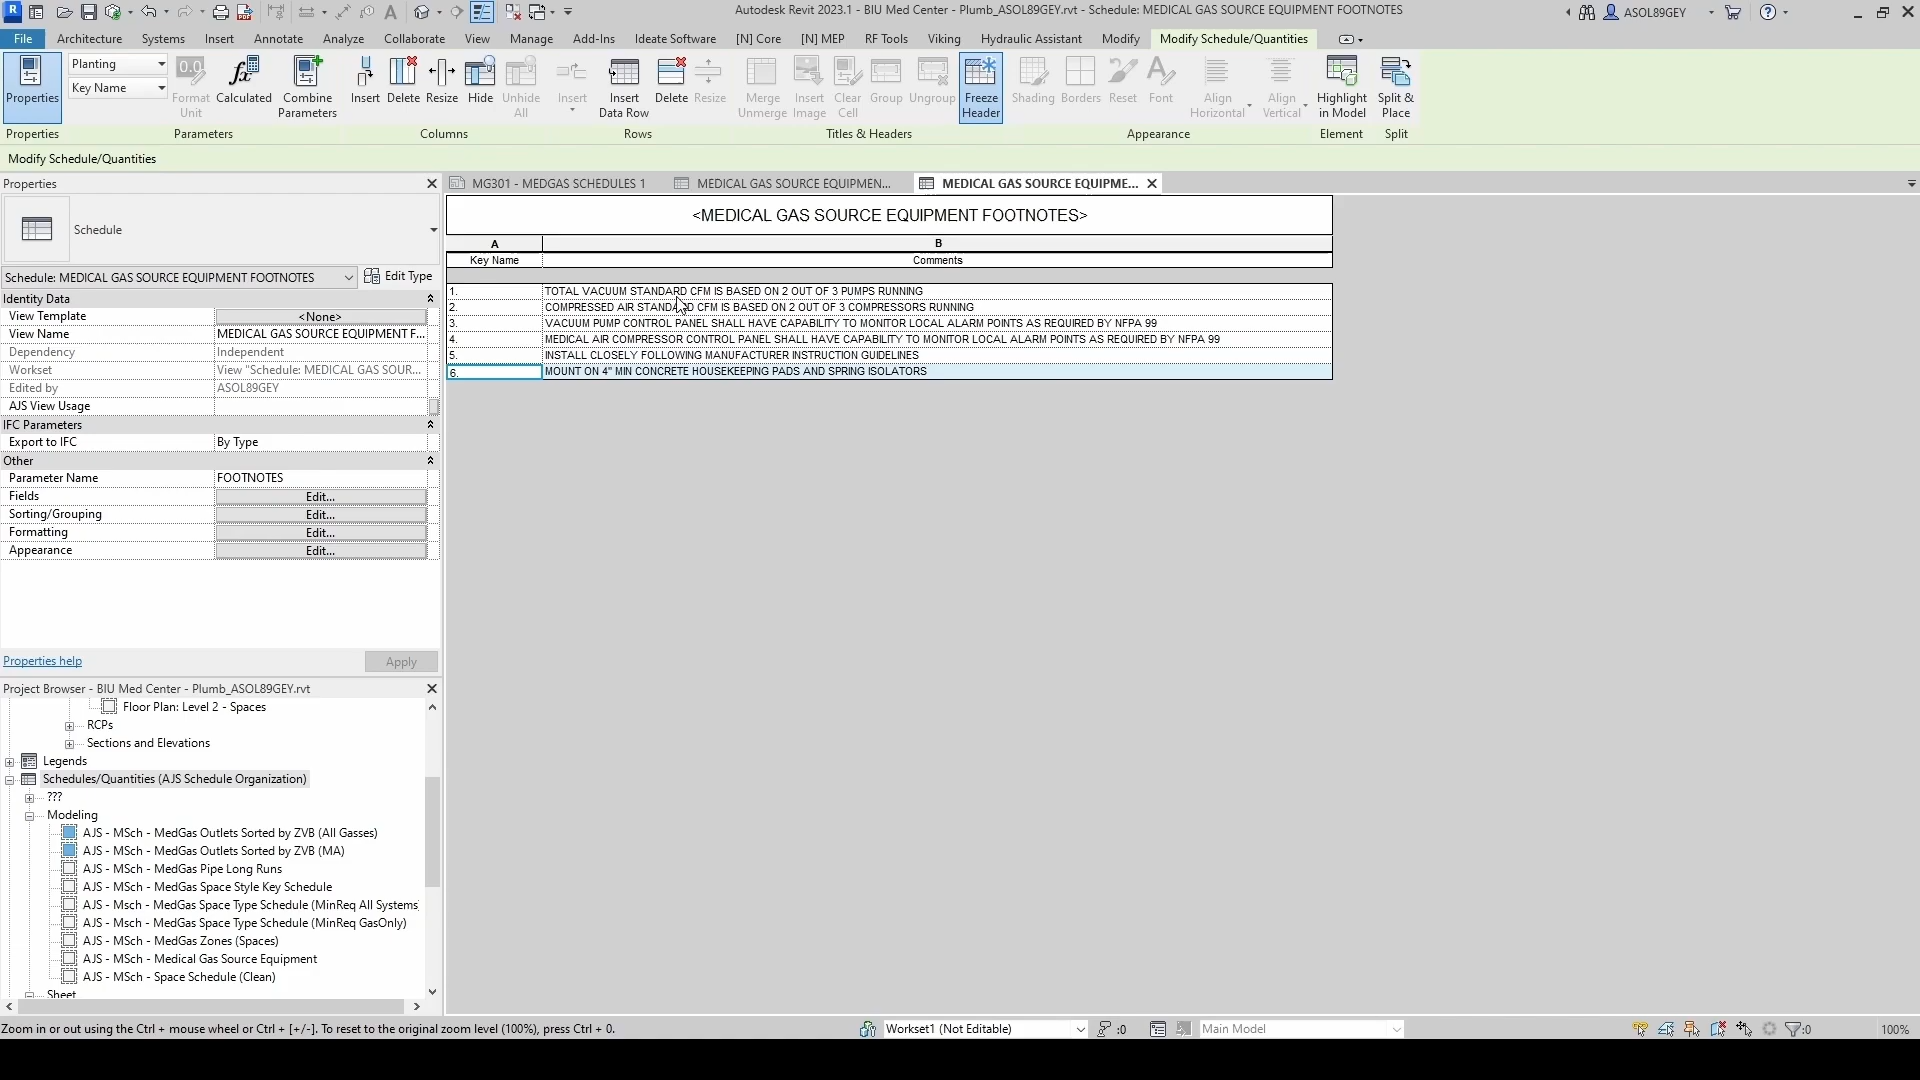 Autodesk Revit 2023.1 - BIU Med Center - Plumb_ASOL89GEY.rvt - Schedule: MEDICAL GAS SOURCE EQUIPMENT FOOTNOTES
ASOL89GEY
File Architecture Systems Insert Annotate Analyze Collaborate View Manage Add-Ins Ideate Software [N] Core [N] MEP RF Tools Viking Hydraulic Assistant Modify Modify Schedule/Quantities
Properties
Planting
Key Name
Format Unit
Calculated
Combine Parameters
Insert
Delete
Resize
Hide
Unhide All
Insert
Insert Data Row
Delete
Resize
Merge Unmerge
Insert Image
Clear Cell
Group
Ungroup
Freeze Header
Shading
Borders
Reset
Font
Align Horizontal
Align Vertical
Highlight in Model
Split & Place
Properties Parameters Columns Rows Titles & Headers Appearance Element Split
Modify Schedule/Quantities
Properties
Schedule
Schedule: MEDICAL GAS SOURCE EQUIPMENT FOOTNOTES
Edit Type
Identity Data
View Template <None>
View Name MEDICAL GAS SOURCE EQUIPMENT F...
Dependency Independent
Workset View "Schedule: MEDICAL GAS SOUR...
Edited by ASOL89GEY
AJS View Usage
IFC Parameters
Export to IFC By Type
Other
Parameter Name FOOTNOTES
Fields Edit...
Sorting/Grouping Edit...
Formatting Edit...
Appearance Edit...
Properties help
Apply
Project Browser - BIU Med Center - Plumb_ASOL89GEY.rvt
Floor Plan: Level 2 - Spaces
RCPs
Sections and Elevations
Legends
Schedules/Quantities (AJS Schedule Organization)
???
Modeling
AJS - MSch - MedGas Outlets Sorted by ZVB (All Gasses)
AJS - MSch - MedGas Outlets Sorted by ZVB (MA)
AJS - Msch - MedGas Pipe Long Runs
AJS - MSch - MedGas Space Style Key Schedule
AJS - MSch - MedGas Space Type Schedule (MinReq All Systems)
AJS - MSch - MedGas Space Type Schedule (MinReq GasOnly)
AJS - MSch - MedGas Zones (Spaces)
AJS - MSch - Medical Gas Source Equipment
AJS - MSch - Space Schedule (Clean)
Sheet
MG301 - MEDGAS SCHEDULES 1
MEDICAL GAS SOURCE EQUIPMEN...
MEDICAL GAS SOURCE EQUIPME...
<MEDICAL GAS SOURCE EQUIPMENT FOOTNOTES>
A B
Key Name Comments
1. TOTAL VACUUM STANDARD CFM IS BASED ON 2 OUT OF 3 PUMPS RUNNING
2. COMPRESSED AIR STANDARD CFM IS BASED ON 2 OUT OF 3 COMPRESSORS RUNNING
3. VACUUM PUMP CONTROL PANEL SHALL HAVE CAPABILITY TO MONITOR LOCAL ALARM POINTS AS REQUIRED BY NFPA 99
4. MEDICAL AIR COMPRESSOR CONTROL PANEL SHALL HAVE CAPABILITY TO MONITOR LOCAL ALARM POINTS AS REQUIRED BY NFPA 99
5. INSTALL CLOSELY FOLLOWING MANUFACTURER INSTRUCTION GUIDELINES
6. MOUNT ON 4" MIN CONCRETE HOUSEKEEPING PADS AND SPRING ISOLATORS
Zoom in or out using the Ctrl + mouse wheel or Ctrl + [+/-]. To reset to the original zoom level (100%), press Ctrl + 0.
Workset1 (Not Editable)
:0
Main Model
:0
100%